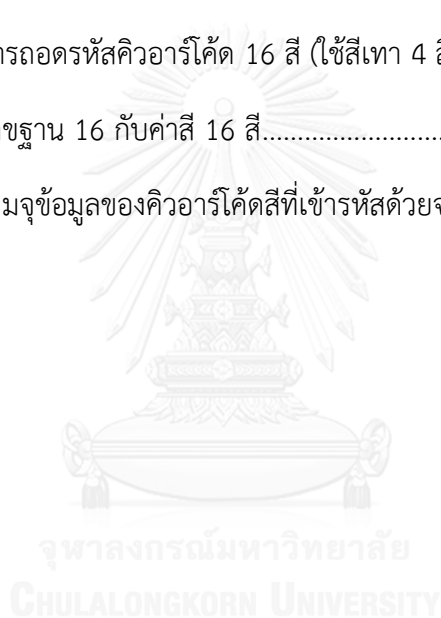 ารถอดรหัสคิวอาร์โค้ด 16 สี (ใช้สีเทา 4 สี
ลขฐาน 16 กับค่าสี 16 สี........................
มจุข้อมูลของคิวอาร์โค้ดสีที่เข้ารหัสด้วยจ
จุฬาลงกรณ์มหาวิทยาลัย
CHULALONGKORN UNIVERSITY